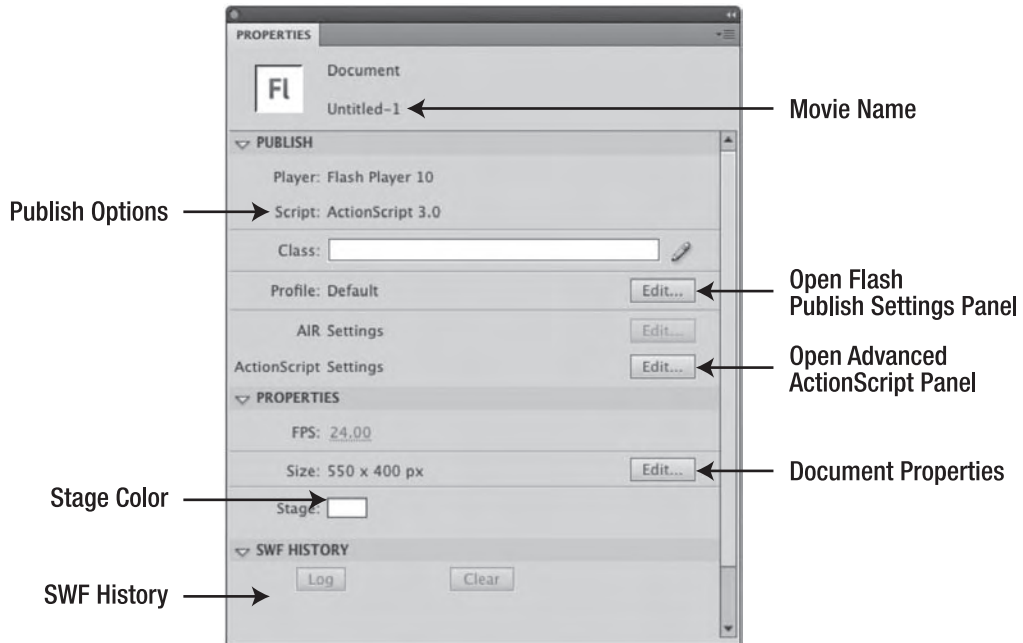 PROPERTIES
Fl
Document
Untitled-1
Movie Name
PUBLISH
Player: Flash Player 10
Publish Options
Script: ActionScript 3.0
Class:
Profile: Default
Edit...
Open Flash
Publish Settings Panel
AIR Settings
Edit...
ActionScript Settings
Edit...
Open Advanced
ActionScript Panel
PROPERTIES
FPS: 24.00
Size: 550 x 400 px
Edit...
Document Properties
Stage Color
Stage:
SWF HISTORY
Log
Clear
SWF History